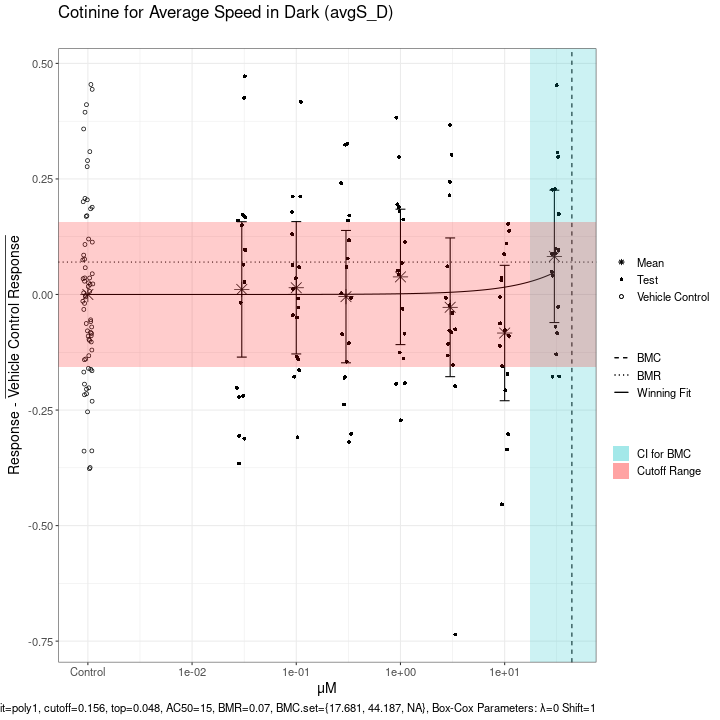 Cotinine for Average Speed in Dark (avgS_D)
Response - Vehicle Control Response
0.50
0.25
0.00
-0.25
-0.50
-0.75
Control
1e-02
1e-01
1e+00
1e+01
μM
Mean
Test
Vehicle Control
BMC
BMR
Winning Fit
CI for BMC
Cutoff Range
it=poly1, cutoff=0.156, top=0.048, AC50=15, BMR=0.07, BMC.set={17.681, 44.187, NA}, Box-Cox Parameters: λ=0 Shift=1